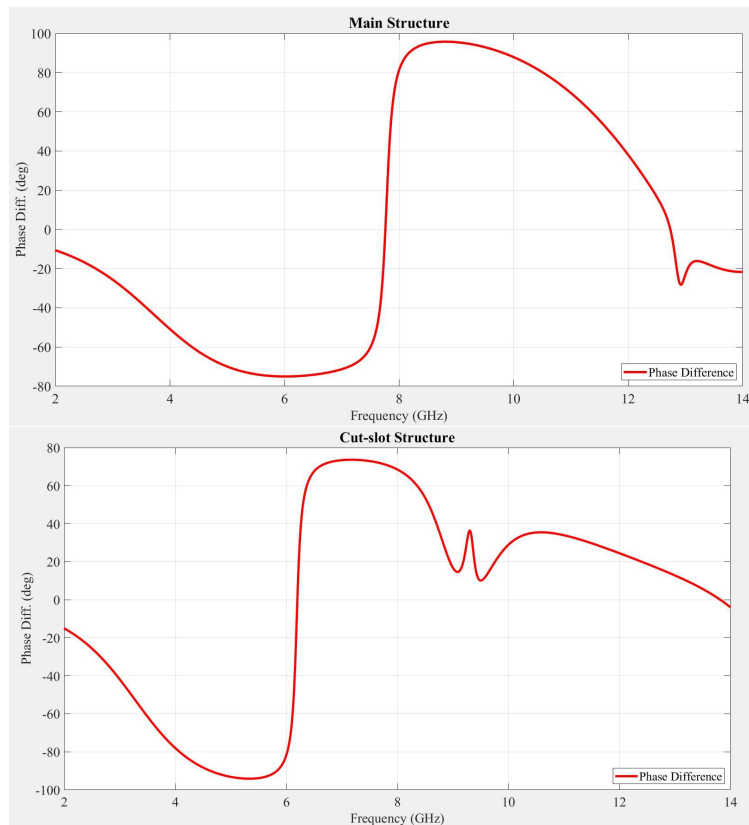 Main Structure
100
80
60
40
20
0
-20
-40
-60
-80
Phase Diff. (deg)
Phase Difference
2 4 6 8 10 12 14
Frequency (GHz)
Cut-slot Structure
80
60
40
20
0
-20
-40
-60
-80
-100
Phase Diff. (deg)
Phase Difference
2 4 6 8 10 12 14
Frequency (GHz)